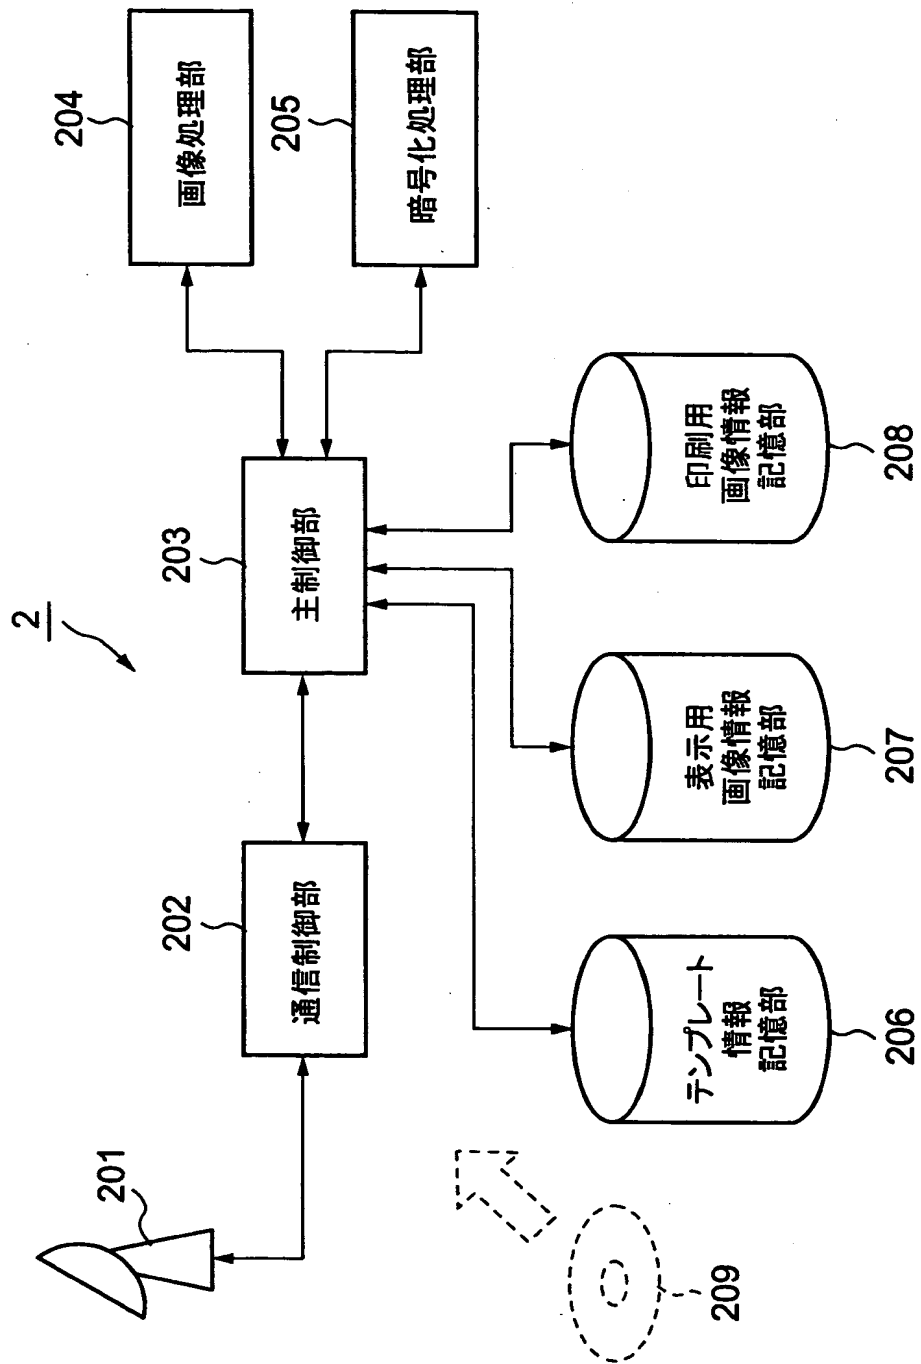 2
201
202
通信制御部
203
主制御部
204
画像処理部
205
暗号化処理部
テンプレート
情報
記憶部
206
表示用
画像情報
記憶部
207
印刷用
画像情報
記憶部
208
209